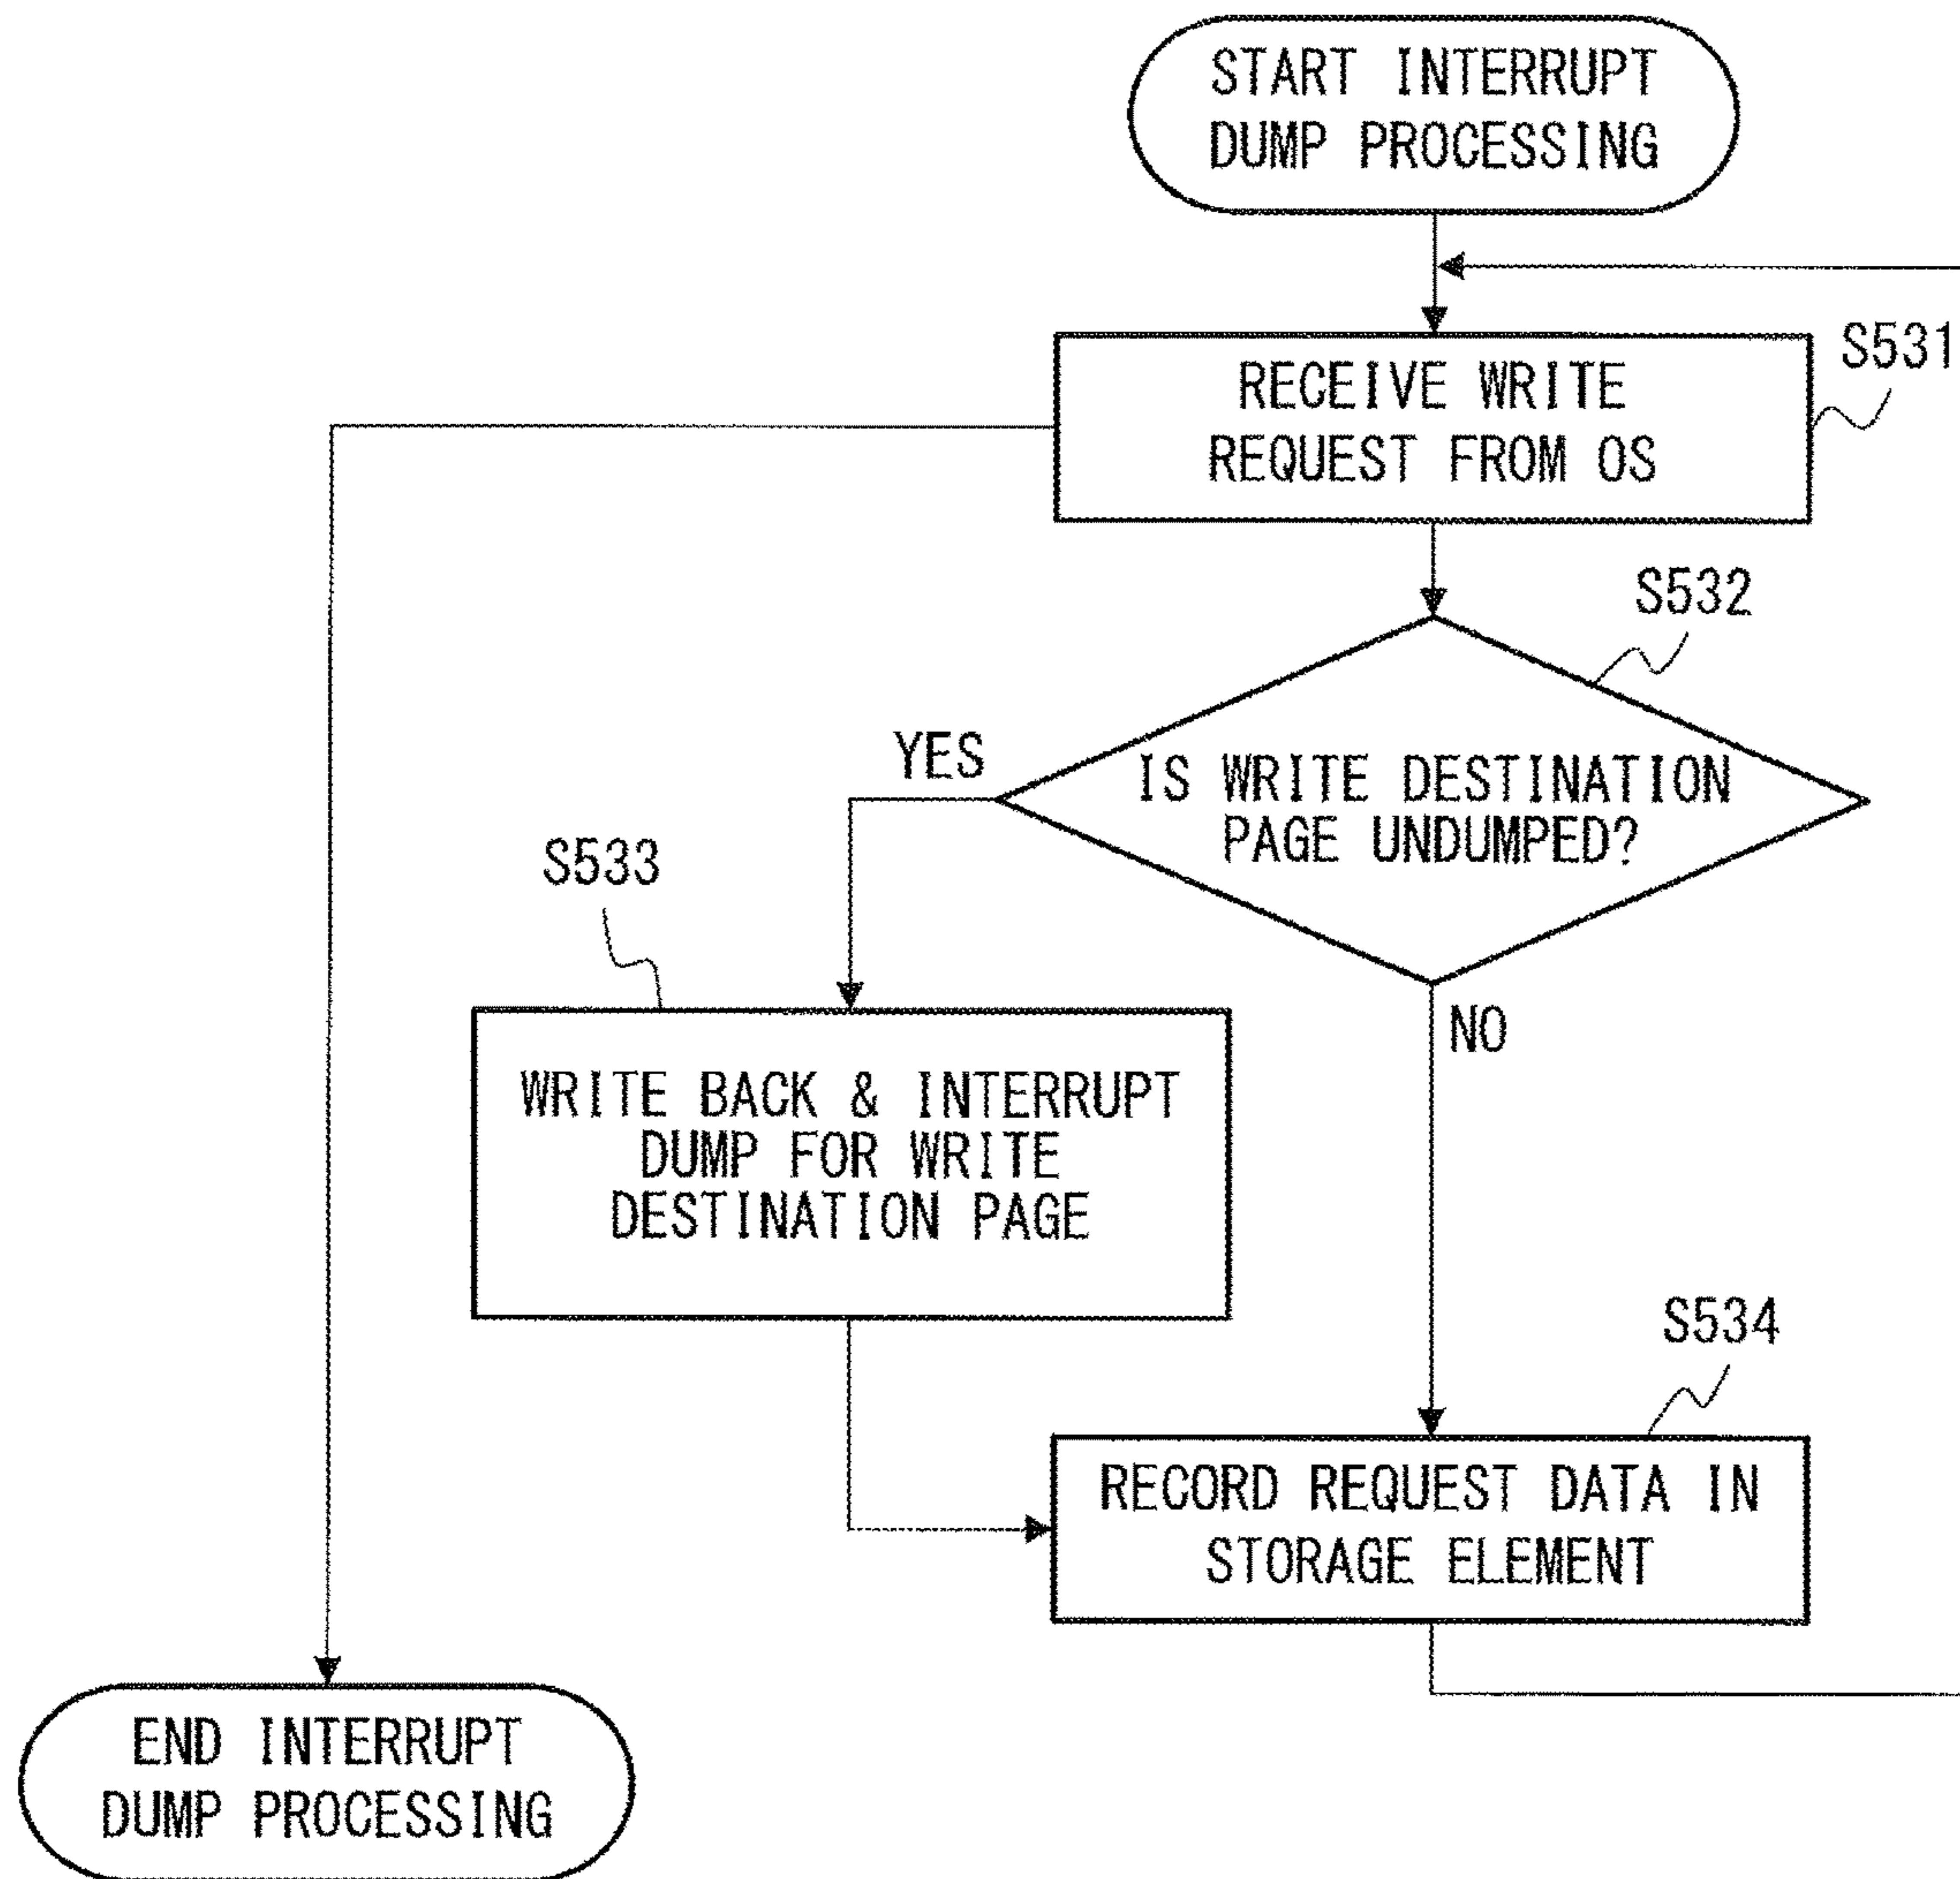 START INTERRUPT
DUMP PROCESSING
RECEIVE WRITE
REQUEST FROM OS
S531
S532
YES
IS WRITE DESTINATION
PAGE UNDUMPED?
S533
NO
WRITE BACK & INTERRUPT
DUMP FOR WRITE
DESTINATION PAGE
S534
RECORD REQUEST DATA IN
STORAGE ELEMENT
END INTERRUPT
DUMP PROCESSING